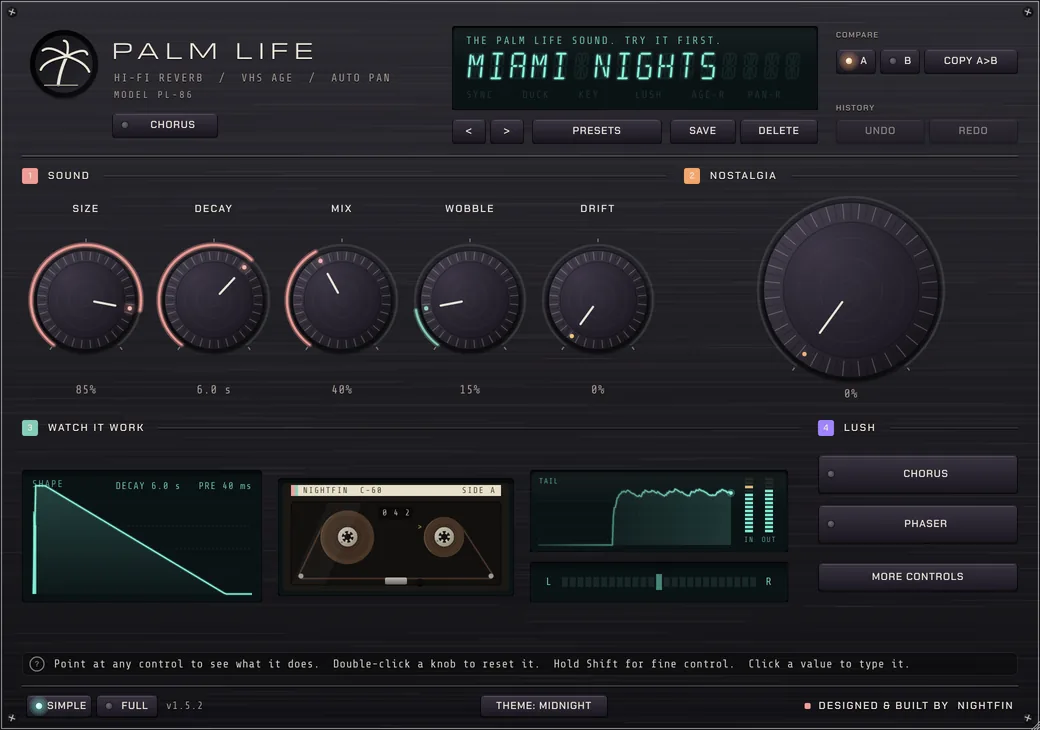 PALM LIFE
HI-FI REVERB / VHS AGE / AUTO PAN
MODEL PL-86
CHORUS
THE PALM LIFE SOUND. TRY IT FIRST.
MIAMI NIGHTS
SYNC DUCK KEY LUSH AGE-R PAN-R
< > PRESETS SAVE DELETE
COMPARE
A B COPY A>B
HISTORY
UNDO REDO
1 SOUND
2 NOSTALGIA
SIZE DECAY MIX WOBBLE DRIFT
85% 6.0 s 40% 15% 0%
0%
3 WATCH IT WORK
4 LUSH
SHAPE DECAY 6.0 s PRE 40 ms
NIGHTFIN C-60 SIDE A
0 4 2
>
TAIL
IN OUT
L R
CHORUS
PHASER
MORE CONTROLS
? Point at any control to see what it does. Double-click a knob to reset it. Hold Shift for fine control. Click a value to type it.
SIMPLE FULL v1.5.2
THEME: MIDNIGHT
DESIGNED & BUILT BY NIGHTFIN